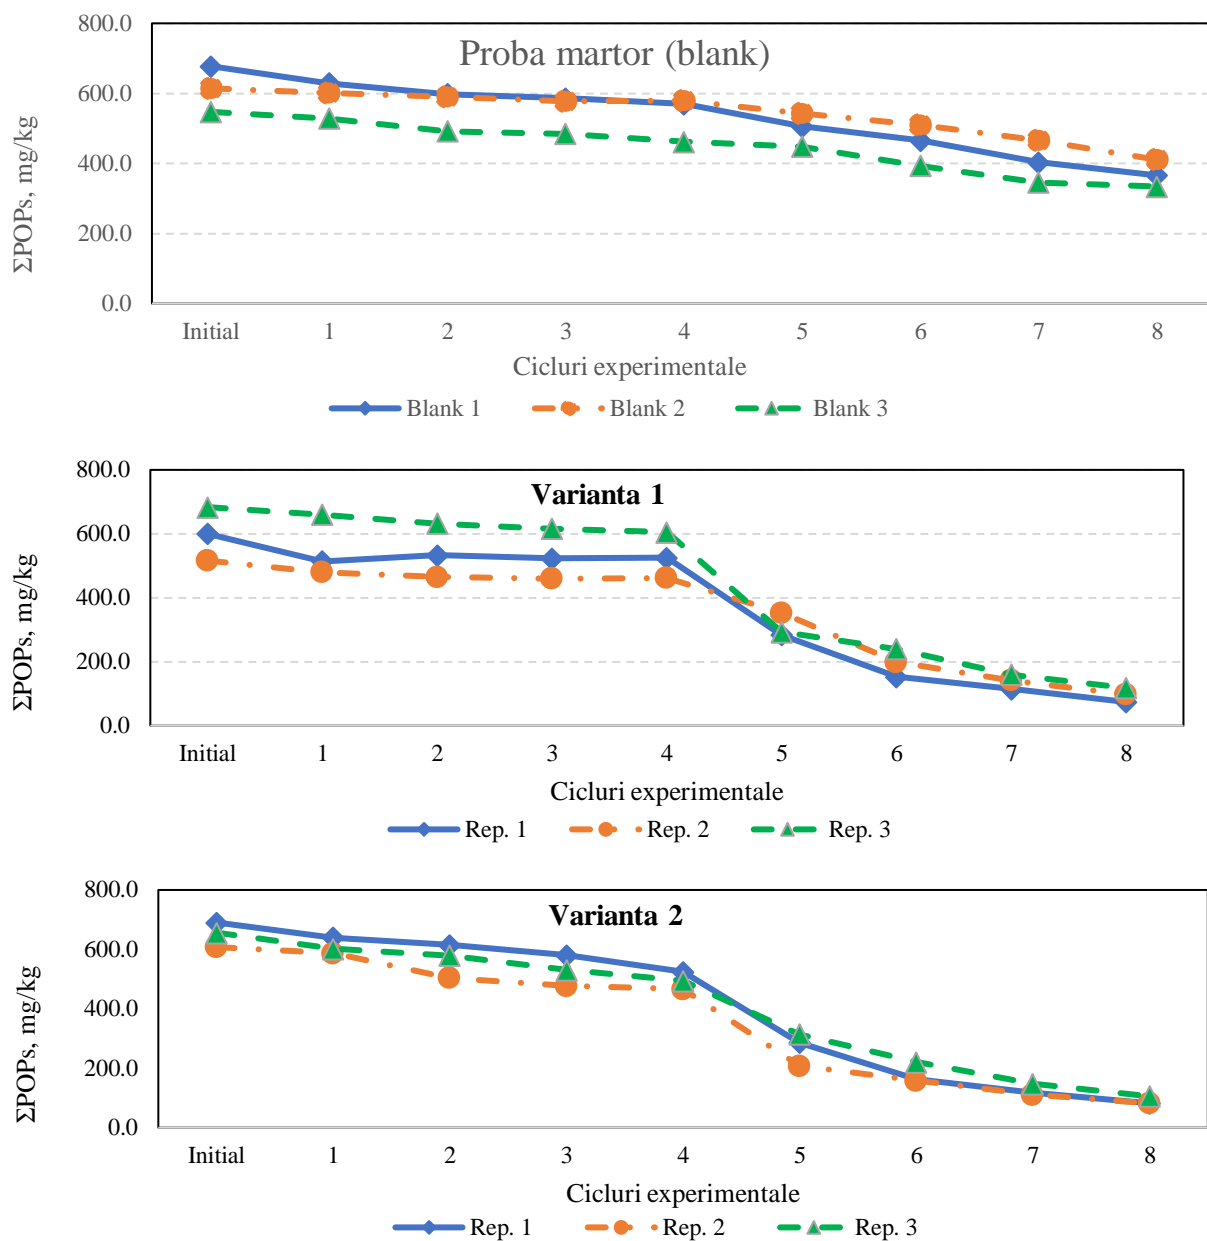 Proba martor (blank)
800.0
600.0
400.0
200.0
0.0
ΣPOPs, mg/kg
Initial 1 2 3 4 5 6 7 8
Cicluri experimentale
Blank 1 Blank 2 Blank 3
Varianta 1
800.0
600.0
400.0
200.0
0.0
ΣPOPs, mg/kg
Initial 1 2 3 4 5 6 7 8
Cicluri experimentale
Rep. 1 Rep. 2 Rep. 3
Varianta 2
800.0
600.0
400.0
200.0
0.0
ΣPOPs, mg/kg
Initial 1 2 3 4 5 6 7 8
Cicluri experimentale
Rep. 1 Rep. 2 Rep. 3